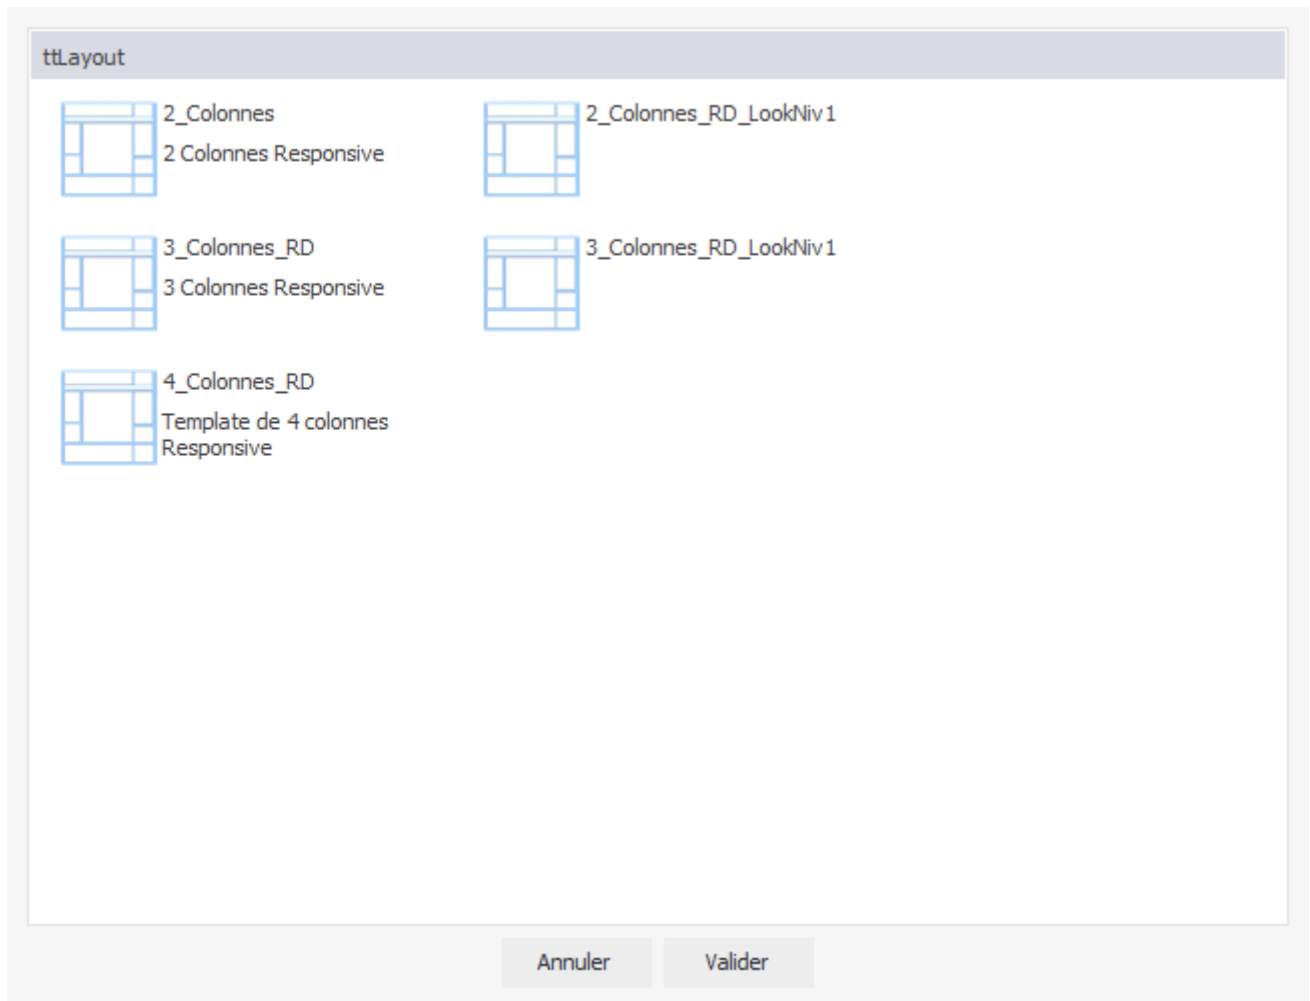 ttLayout
2_Colonnes
2 Colonnes Responsive
2_Colonnes_RD_LookNiv1
3_Colonnes_RD
3 Colonnes Responsive
3_Colonnes_RD_LookNiv1
4_Colonnes_RD
Template de 4 colonnes
Responsive
Annuler
Valider